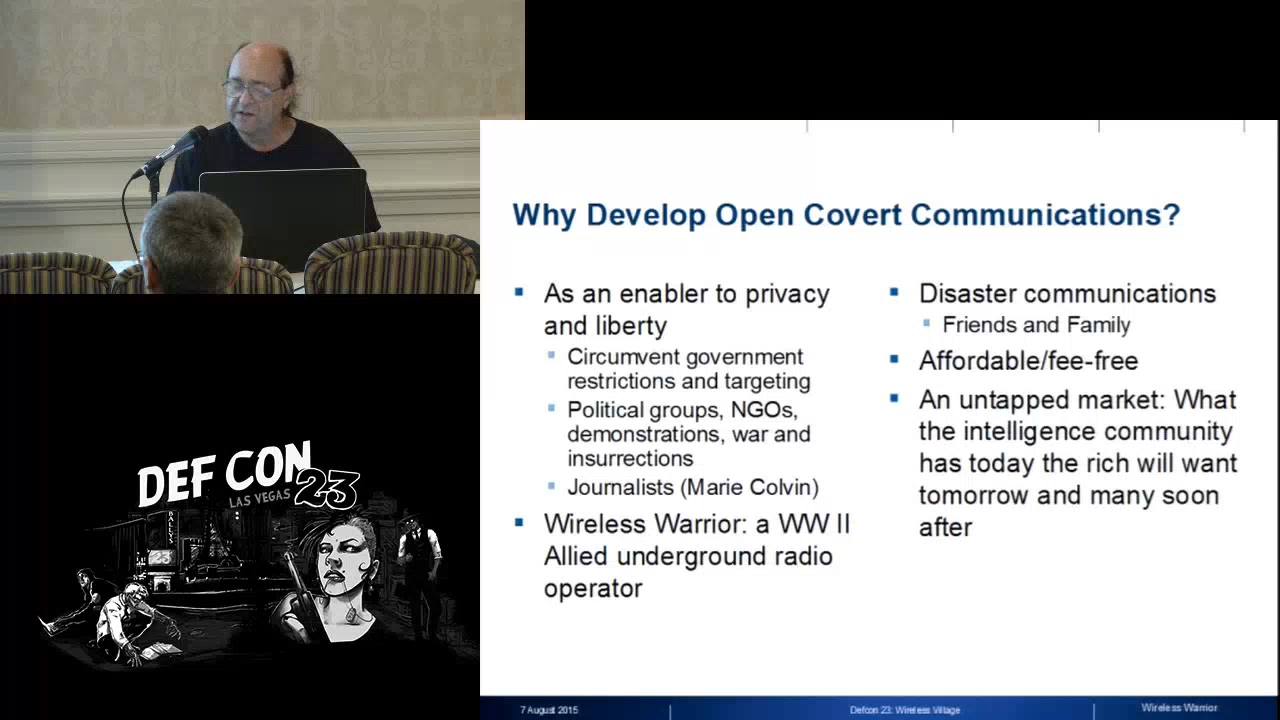 Why Develop Open Covert Communications?
As an enabler to privacy
and liberty
Circumvent government
restrictions and targeting
Political groups, NGOs,
demonstrations, war and
insurrections
Journalists (Marie Colvin)
Wireless Warrior: a WW II
Allied underground radio
operator
Disaster communications
Friends and Family
Affordable/fee-free
An untapped market: What
the intelligence community
has today the rich will want
tomorrow and many soon
after
DEF CON
LAS VEGAS 23
BALLYS
23
7 August 2015
Defcon 23: Wireless Village
Wireless Warrior